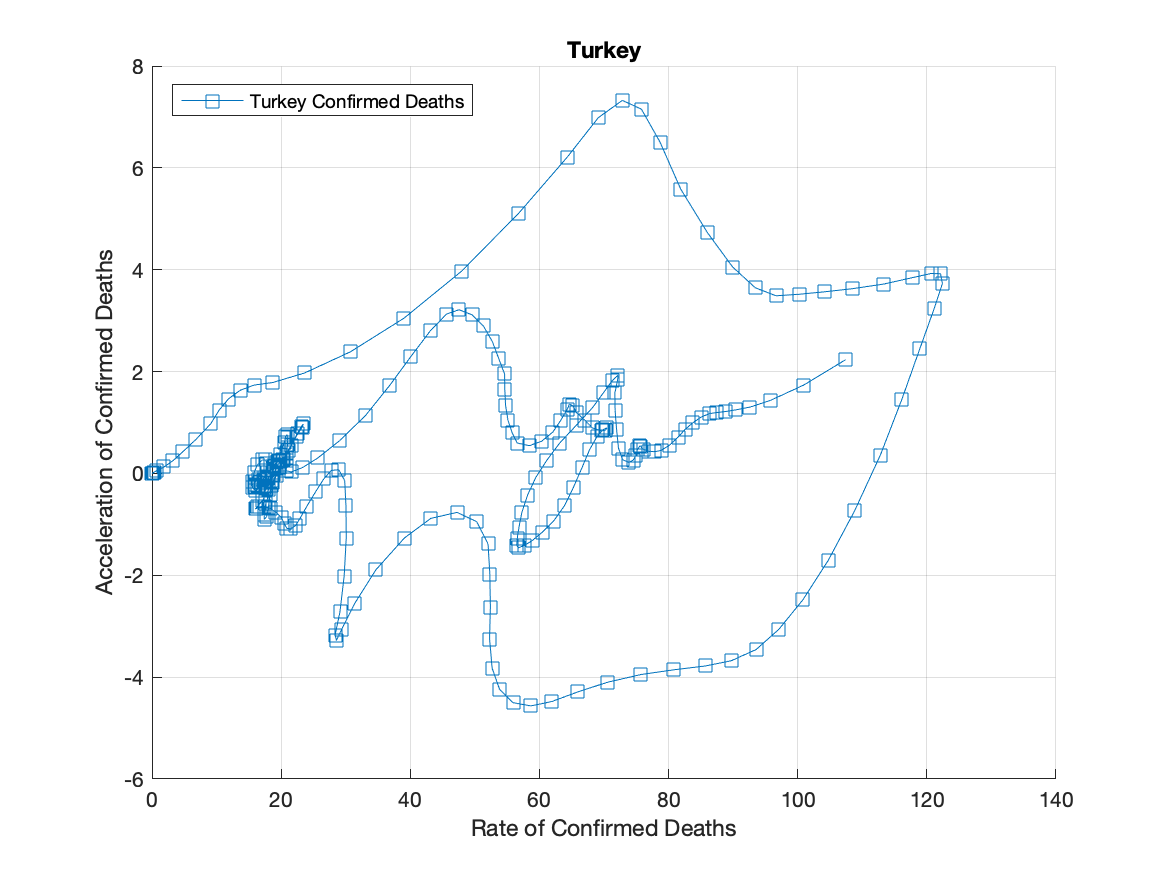 Turkey
8
Turkey Confirmed Deaths
6
4
2
0
-2
-4
-6
Acceleration of Confirmed Deaths
0 20 40 60 80 100 120 140
Rate of Confirmed Deaths